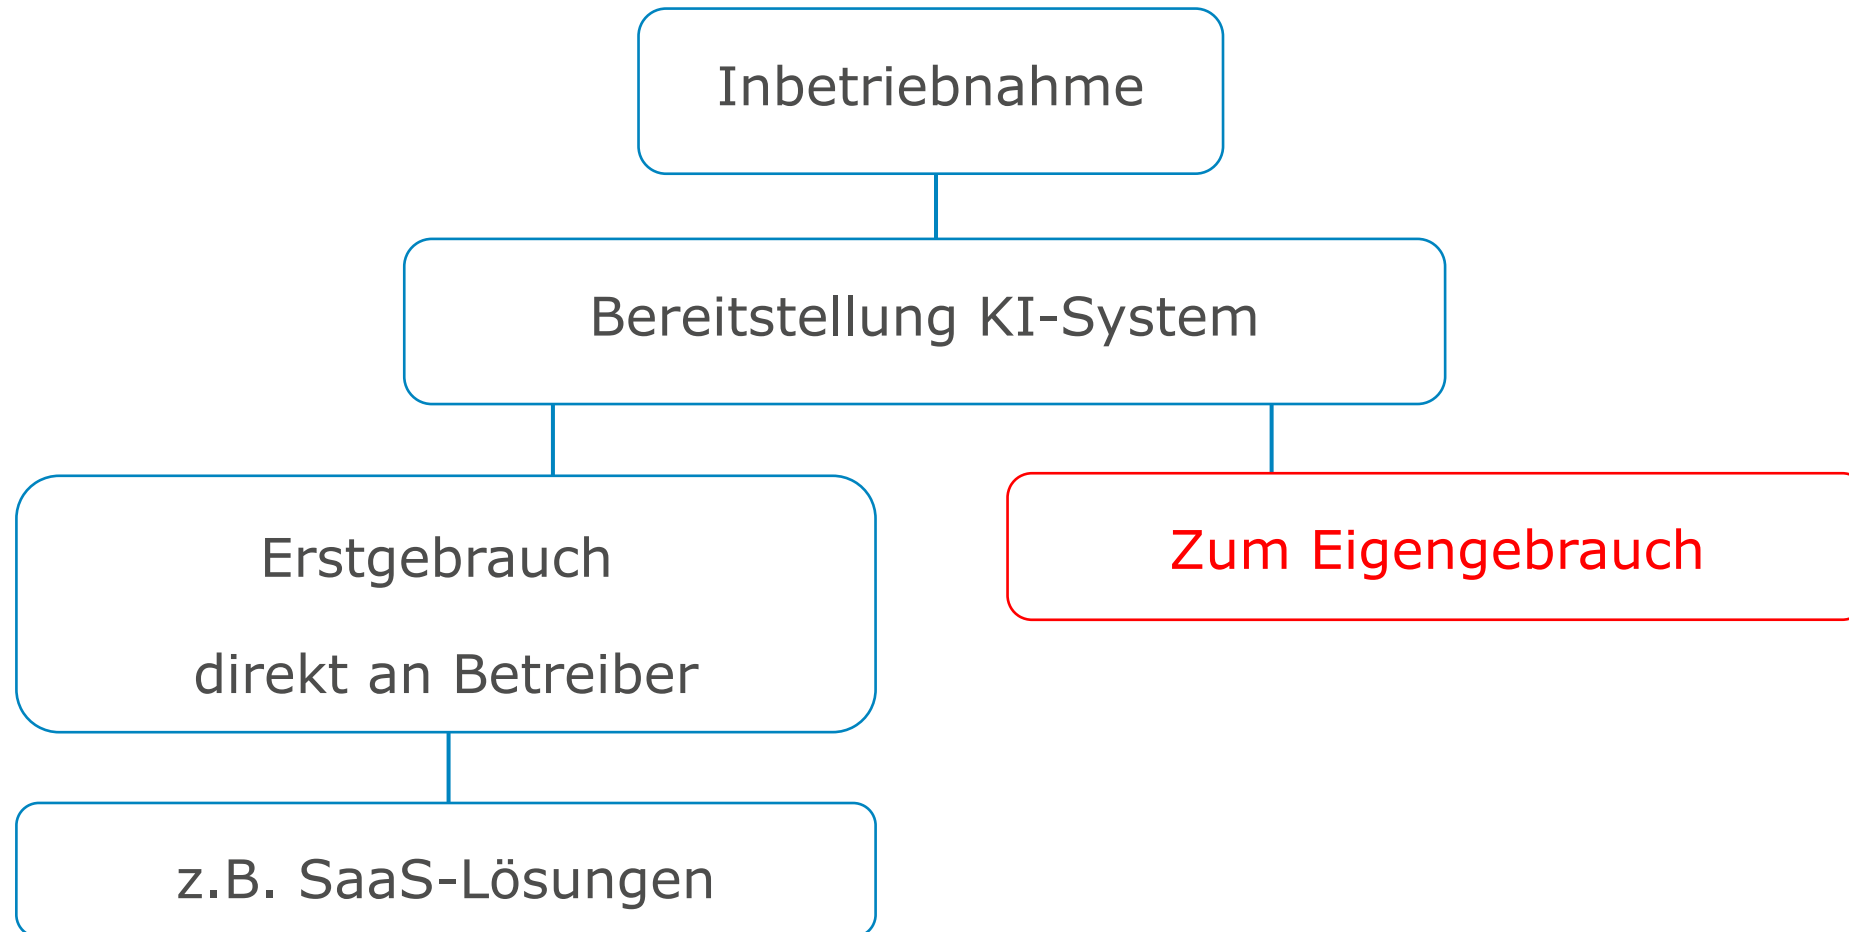 Inbetriebnahme
Bereitstellung KI-System
Erstgebrauch
direkt an Betreiber
Zum Eigengebrauch
z.B. SaaS-Lösungen